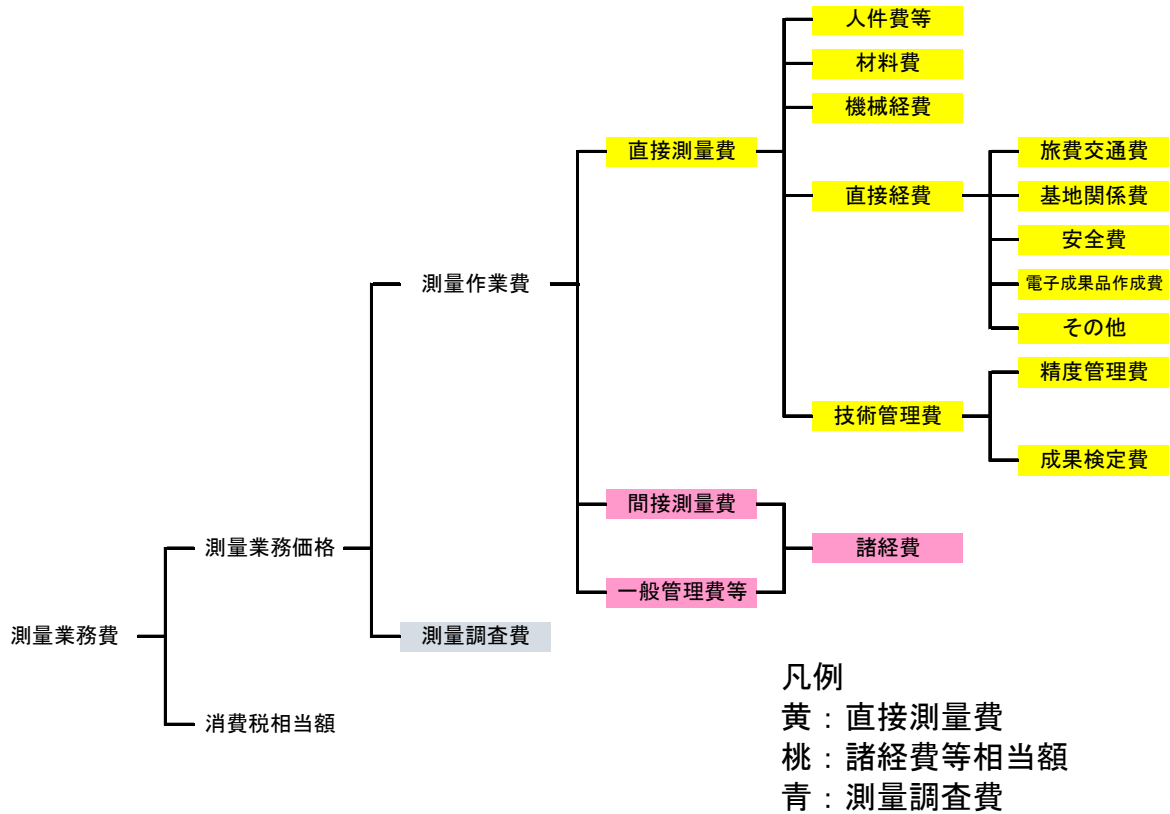 人件費等
材料費
機械経費
直接測量費
旅費交通費
直接経費
基地関係費
安全費
測量作業費
電子成果品作成費
その他
精度管理費
技術管理費
成果検定費
間接測量費
測量業務価格
諸経費
一般管理費等
測量業務費
測量調査費
消費税相当額
凡例
黄：直接測量費
桃：諸経費等相当額
青：測量調査費